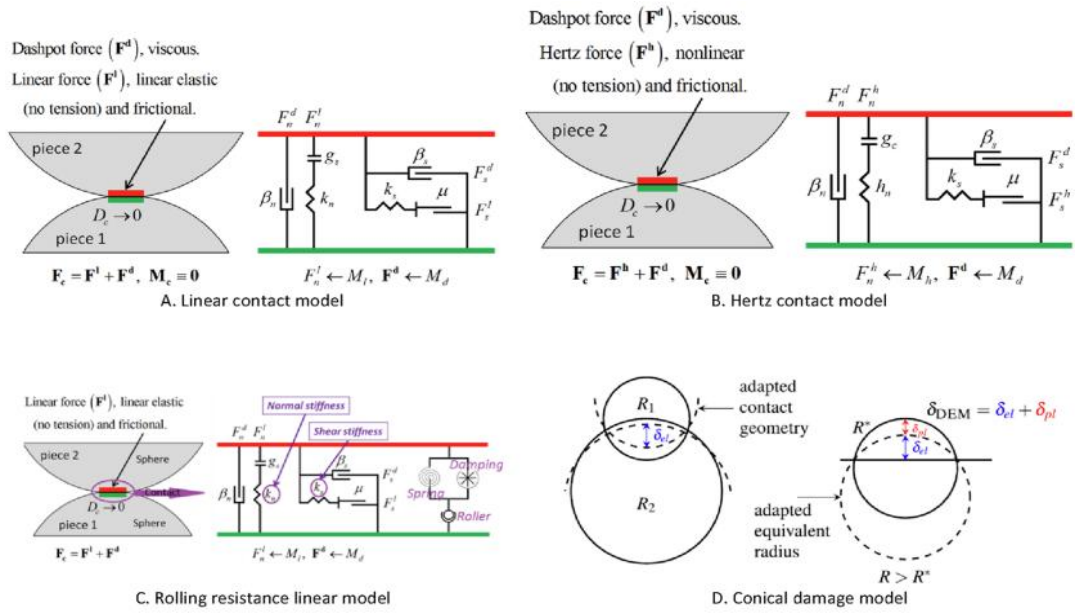 Dashpot force (F^d), viscous.
Linear force (F^l), linear elastic
(no tension) and frictional.
piece 2
D_c → 0
piece 1
F_c = F^l + F^d, M_c ≡ 0
F_n^d F_n^l
g_s
β_n
k_n
β_s
k_s
μ
F_s^d
F_s^l
F_n^l ← M_l, F^d ← M_d
A. Linear contact model
Dashpot force (F^d), viscous.
Hertz force (F^h), nonlinear
(no tension) and frictional.
piece 2
D_c → 0
piece 1
F_c = F^h + F^d, M_c ≡ 0
F_n^d F_n^h
g_c
β_n
h_n
β_s
k_s
μ
F_s^d
F_s^h
F_n^h ← M_h, F^d ← M_d
B. Hertz contact model
Linear force (F^l), linear elastic
(no tension) and frictional.
piece 2
Sphere
Contact
D_c → 0
piece 1
Sphere
F_c = F^l + F^d
Normal stiffness
Shear stiffness
F_n^d F_n^l
g_s
β_n
k_n
β_s
k_s
μ
F_s^d
F_s^l
Damping
Spring
Roller
F_n^l ← M_l, F^d ← M_d
C. Rolling resistance linear model
R_1
δ_el
R_2
adapted
contact
geometry
δ_DEM = δ_el + δ_pl
R*
δ_pl
δ_el
adapted
equivalent
radius
R > R*
D. Conical damage model